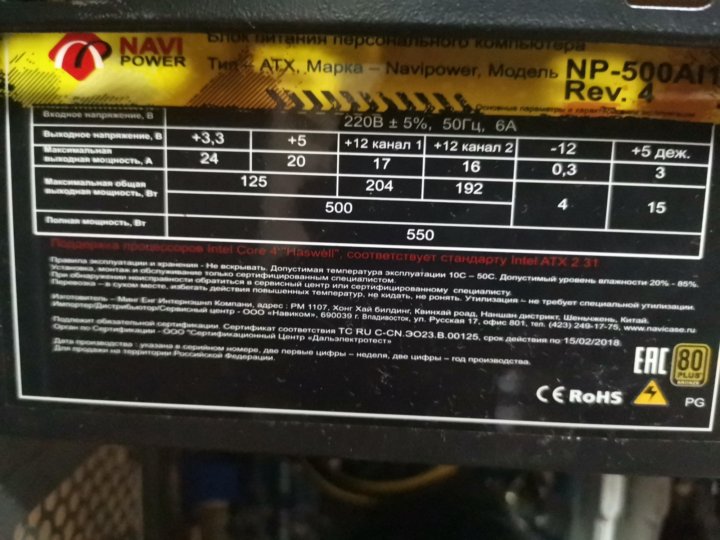 NAVI
POWER
Блок питания персонального компьютера
Тип – ATX, Марка – Navipower, Модель NP-500AI1
Rev. 4
Основные параметры и характеристики эксплуатации
Входное напряжение, В 220В ± 5%, 50Гц, 6А
Выходное напряжение, В +3,3 +5 +12 канал 1 +12 канал 2 -12 +5 деж.
Максимальная выходная мощность, А 24 20 17 16 0,3 3
Максимальная общая выходная мощность, Вт 125 204 192 4 15
500
Полная мощность, Вт 550
Поддержка процессоров Intel Core 4"Haswell", соответствует стандарту Intel ATX 2 31
Правила эксплуатации и хранения - Не вскрывать. Допустимая температура эксплуатации 10С – 50С. Допустимый уровень влажности 20% - 85%.
Установка, монтаж и обслуживание только сертифицированным специалистом.
При обнаружении неисправности обратиться в сервисный центр или сертифицированному специалисту.
Перевозка – в сухом месте, избегать действия повышенных температур, не кидать, не ронять. Утилизация – не требует специальной утилизации.
Изготовитель – Минг Енг Интернэшнл Компани, адрес : РМ 1107, Хонг Хай билдинг, Квинхай роад, Наншан дистрикт, Шеньчжень, Китай.
Импортер/Дистрибьютор/Сервисный центр - ООО «Навиком», 690036 г. Владивосток, ул. Русская 17, офис 801, тел. (423) 249-17-75, www.navicase.ru
Подлежит обязательной сертификации. Сертификат соответствия TC RU C-CN.ЭО23.В.00125, срок действия по 15/02/2018.
Орган по Сертификации - ООО "Сертификационный Центр «Дальэлектротест»
Дата производства : указана в серийном номере, две первые цифры – неделя, две цифры – год производства.
Для продажи на территории Российской Федерации.
EAC 80
PLUS
BRONZE
CE RoHS PG